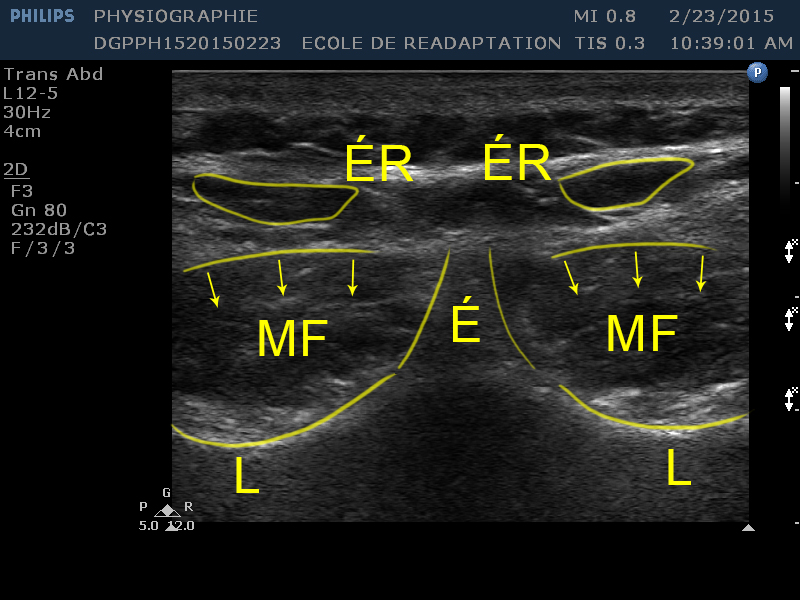 PHILIPS PHYSIOGRAPHIE MI 0.8 2/23/2015
DGPPH1520150223 ECOLE DE READAPTATION TIS 0.3 10:39:01 AM
Trans Abd
L12-5
30Hz
4cm
2D
F3
Gn 80
232dB/C3
F/3/3
P
ÉR ÉR
É
MF MF
L L
G
P R
5.0 12.0